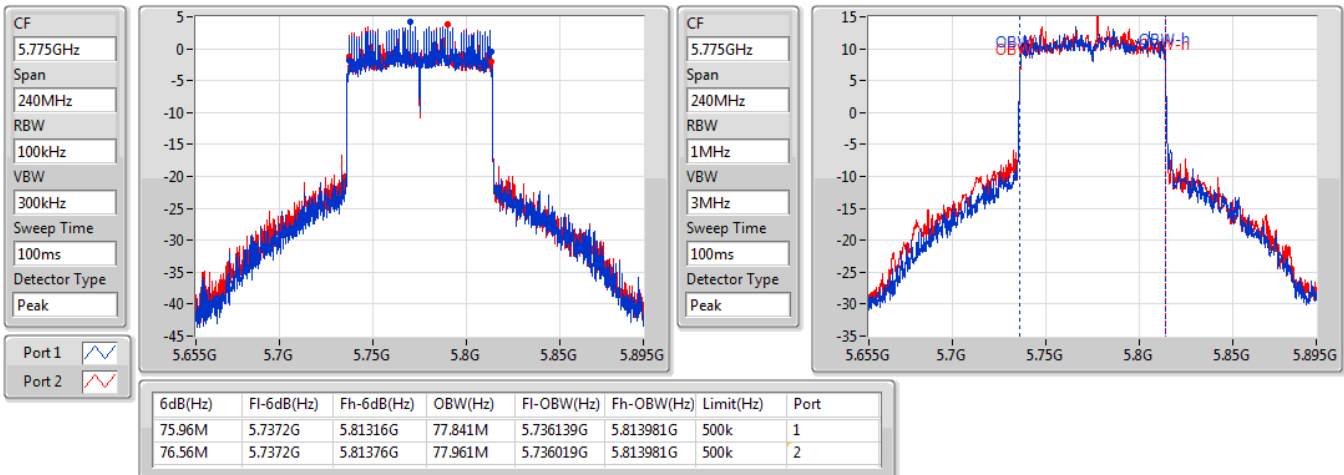 CF
5.775GHz
Span
240MHz
RBW
100kHz
VBW
300kHz
Sweep Time
100ms
Detector Type
Peak
Port 1
Port 2
5
0
-5
-10
-15
-20
-25
-30
-35
-40
-45
5.655G 5.7G 5.75G 5.8G 5.85G 5.895G
CF
5.775GHz
Span
240MHz
RBW
1MHz
VBW
3MHz
Sweep Time
100ms
Detector Type
Peak
15
10
5
0
-5
-10
-15
-20
-25
-30
-35
OBW-h
5.655G 5.7G 5.75G 5.8G 5.85G 5.895G
6dB(Hz) Fl-6dB(Hz) Fh-6dB(Hz) OBW(Hz) Fl-OBW(Hz) Fh-OBW(Hz) Limit(Hz) Port
75.96M 5.7372G 5.81316G 77.841M 5.736139G 5.813981G 500k 1
76.56M 5.7372G 5.81376G 77.961M 5.736019G 5.813981G 500k 2